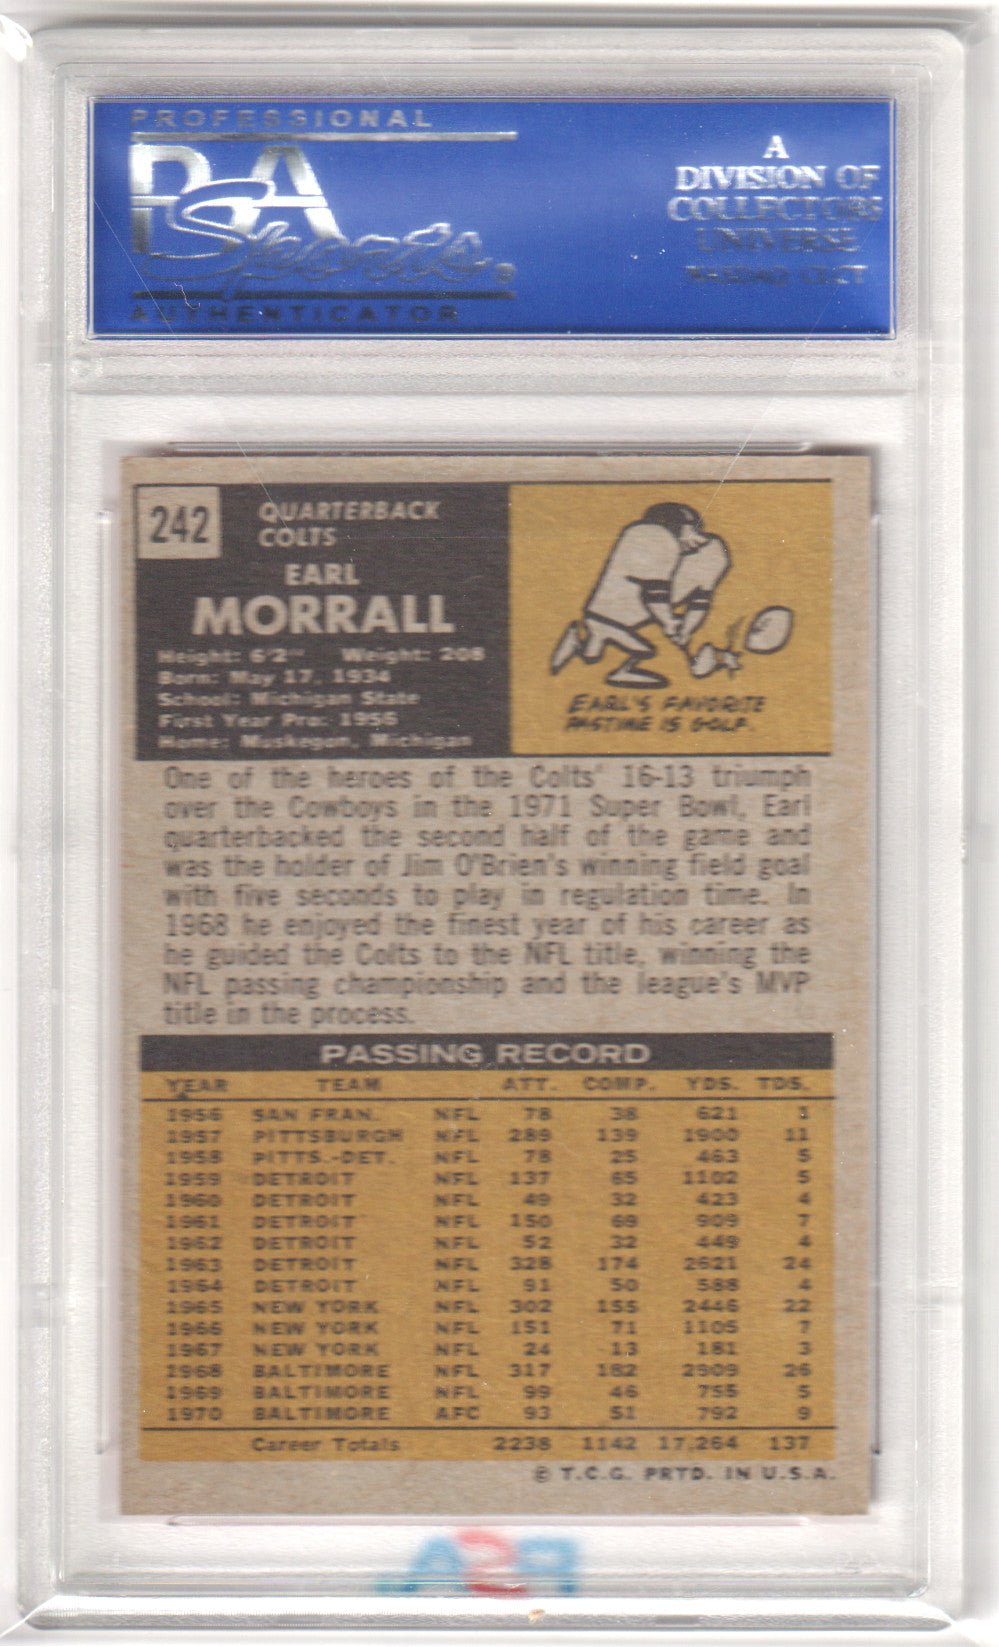 PROFESSIONAL
PSA
Sports
AUTHENTICATOR
A
DIVISION OF
COLLECTORS
UNIVERSE
NASDAQ: CLCT
242
QUARTERBACK
COLTS
EARL
MORRALL
Height: 6'2" Weight: 206
Born: May 17, 1934
School: Michigan State
First Year Pro: 1956
Home: Muskegon, Michigan
EARL'S FAVORITE
PASTIME IS GOLF.
One of the heroes of the Colts' 16-13 triumph
over the Cowboys in the 1971 Super Bowl, Earl
quarterbacked the second half of the game and
was the holder of Jim O'Brien's winning field goal
with five seconds to play in regulation time. In
1968 he enjoyed the finest year of his career as
he guided the Colts to the NFL title, winning the
NFL passing championship and the league's MVP
title in the process.
PASSING RECORD
YEAR TEAM ATT. COMP. YDS. TDS.
1956 SAN FRAN. NFL 78 38 621 1
1957 PITTSBURGH NFL 289 139 1900 11
1958 PITTS.-DET. NFL 78 25 463 5
1959 DETROIT NFL 137 65 1102 5
1960 DETROIT NFL 49 32 423 4
1961 DETROIT NFL 150 69 909 7
1962 DETROIT NFL 52 32 449 4
1963 DETROIT NFL 328 174 2621 24
1964 DETROIT NFL 91 50 588 4
1965 NEW YORK NFL 302 155 2446 22
1966 NEW YORK NFL 151 71 1105 7
1967 NEW YORK NFL 24 13 181 3
1968 BALTIMORE NFL 317 182 2909 26
1969 BALTIMORE NFL 99 46 755 5
1970 BALTIMORE AFC 93 51 792 9
Career Totals 2238 1142 17,264 137
© T.C.G. PRTD. IN U.S.A.
PSA